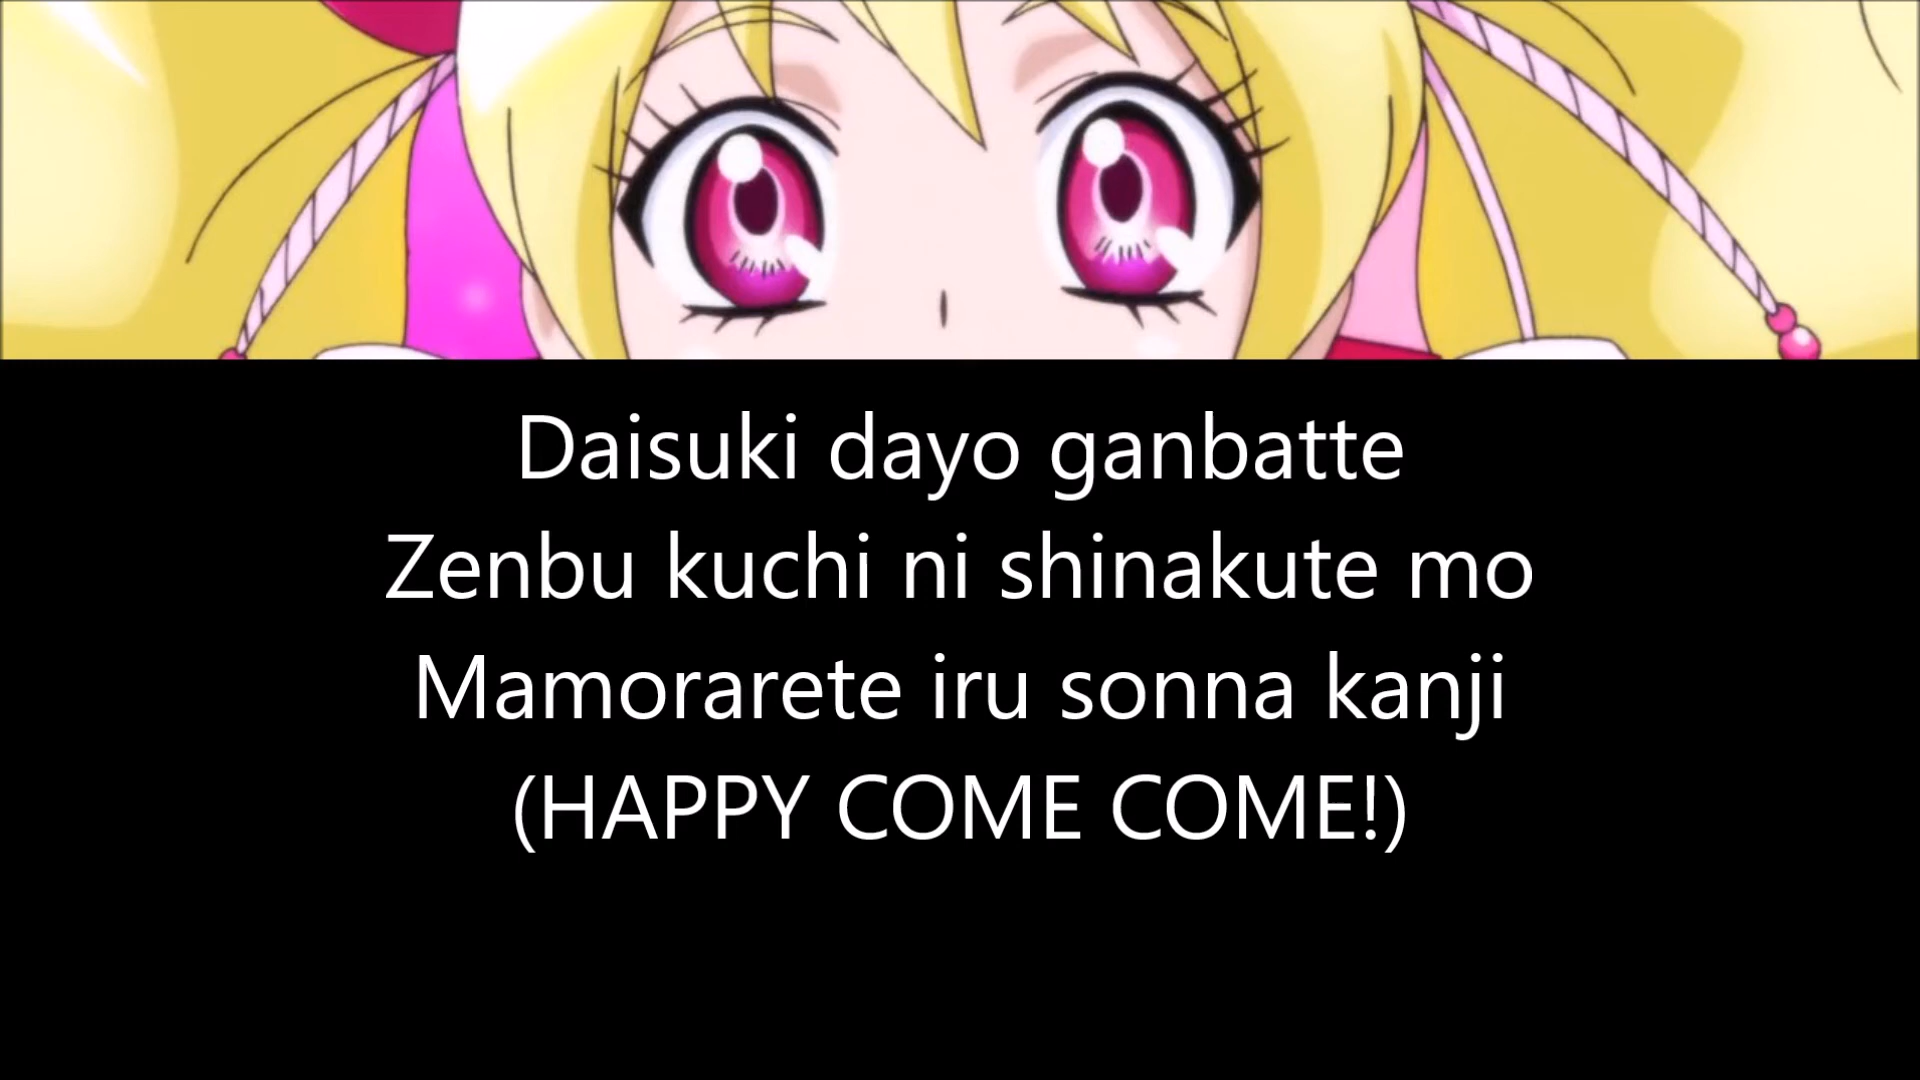 Daisuki dayo ganbatte
Zenbu kuchi ni shinakute mo
Mamorarete iru sonna kanji
(HAPPY COME COME!)